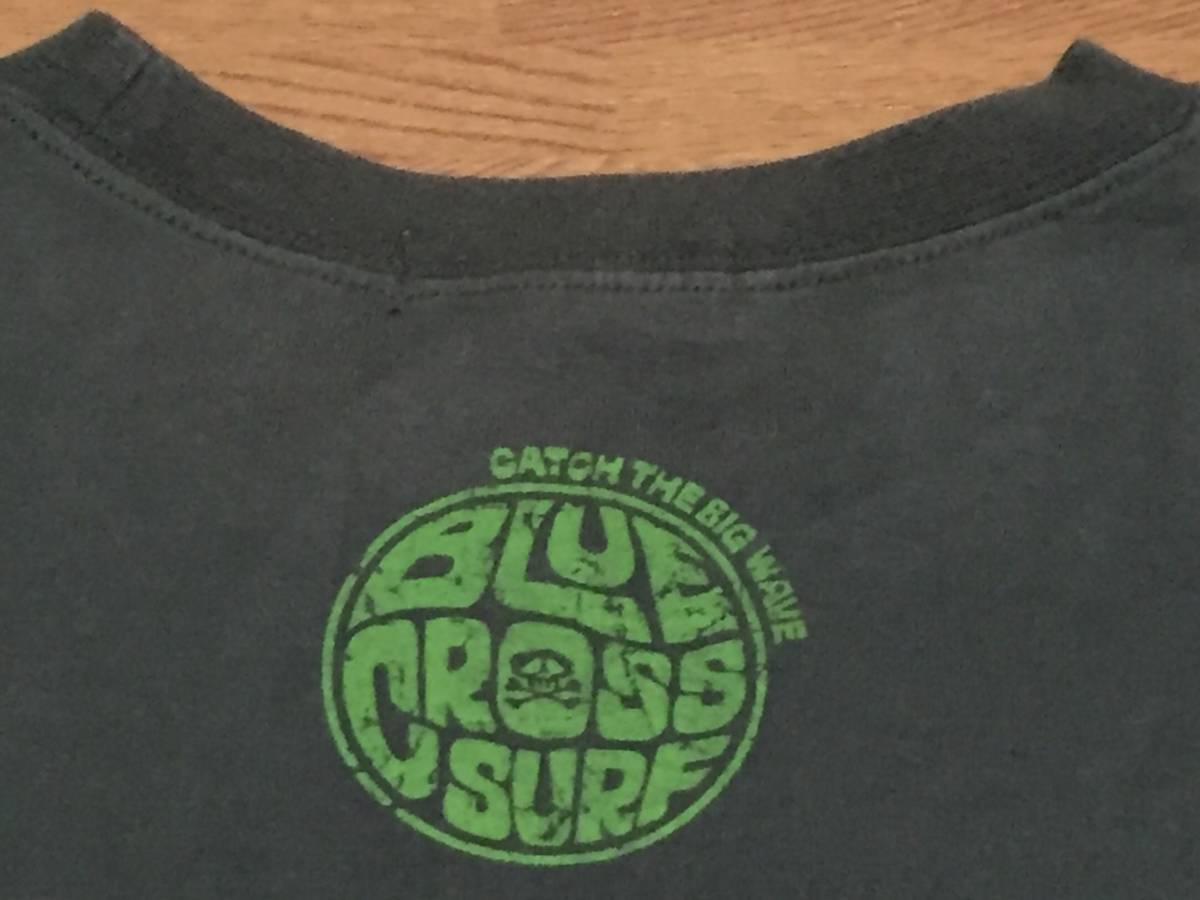 CATCH THE BIG WAVE
BLUE
CROSS
SURF